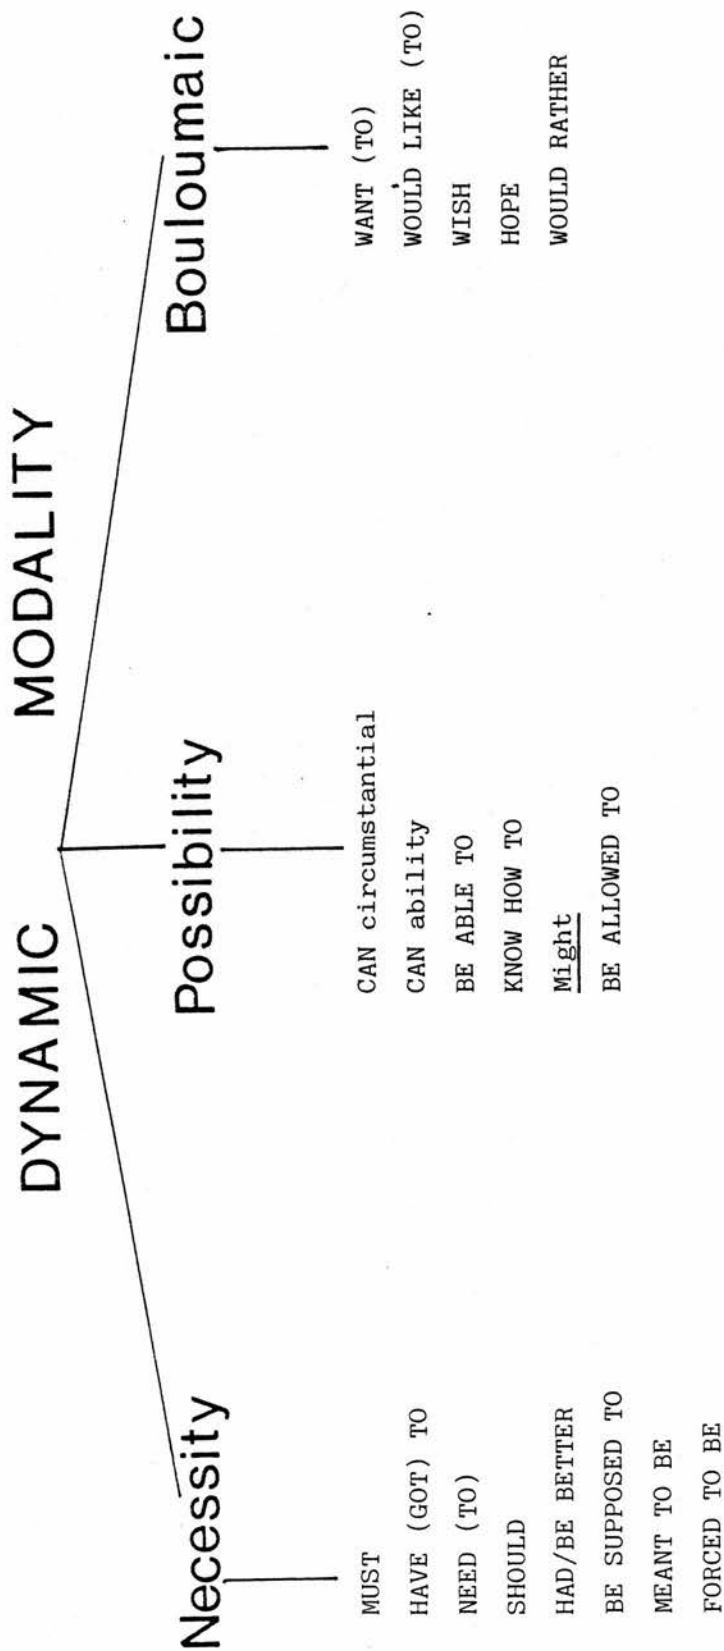 DYNAMIC MODALITY
Necessity
MUST
HAVE (GOT) TO
NEED (TO)
SHOULD
HAD/BE BETTER
BE SUPPOSED TO
MEANT TO BE
FORCED TO BE
Possibility
CAN circumstantial
CAN ability
BE ABLE TO
KNOW HOW TO
Might
BE ALLOWED TO
Bouloumaic
WANT (TO)
WOULD LIKE (TO)
WISH
HOPE
WOULD RATHER